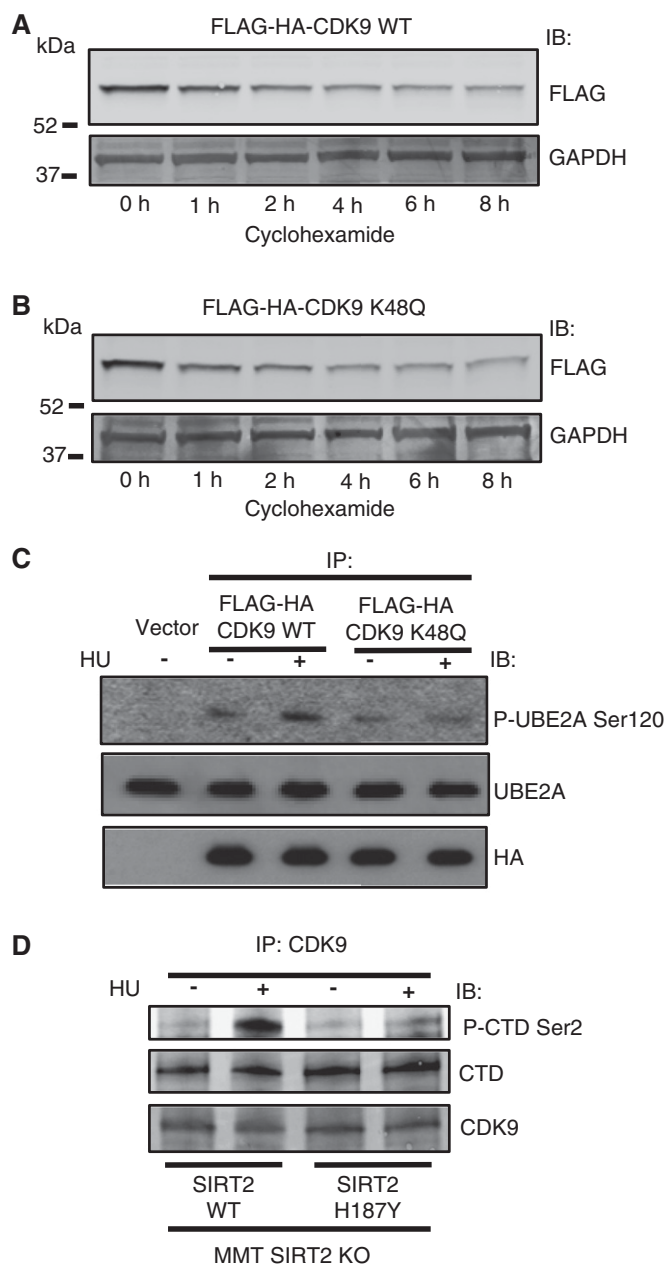 A
FLAG-HA-CDK9 WT
kDa
IB:
FLAG
52
GAPDH
37
0 h 1 h 2 h 4 h 6 h 8 h
Cyclohexamide
B
FLAG-HA-CDK9 K48Q
kDa
IB:
FLAG
52
GAPDH
37
0 h 1 h 2 h 4 h 6 h 8 h
Cyclohexamide
C
IP:
FLAG-HA FLAG-HA
Vector CDK9 WT CDK9 K48Q
HU - - + - + IB:
P-UBE2A Ser120
UBE2A
HA
D
IP: CDK9
HU - + - + IB:
P-CTD Ser2
CTD
CDK9
SIRT2 SIRT2
WT H187Y
MMT SIRT2 KO